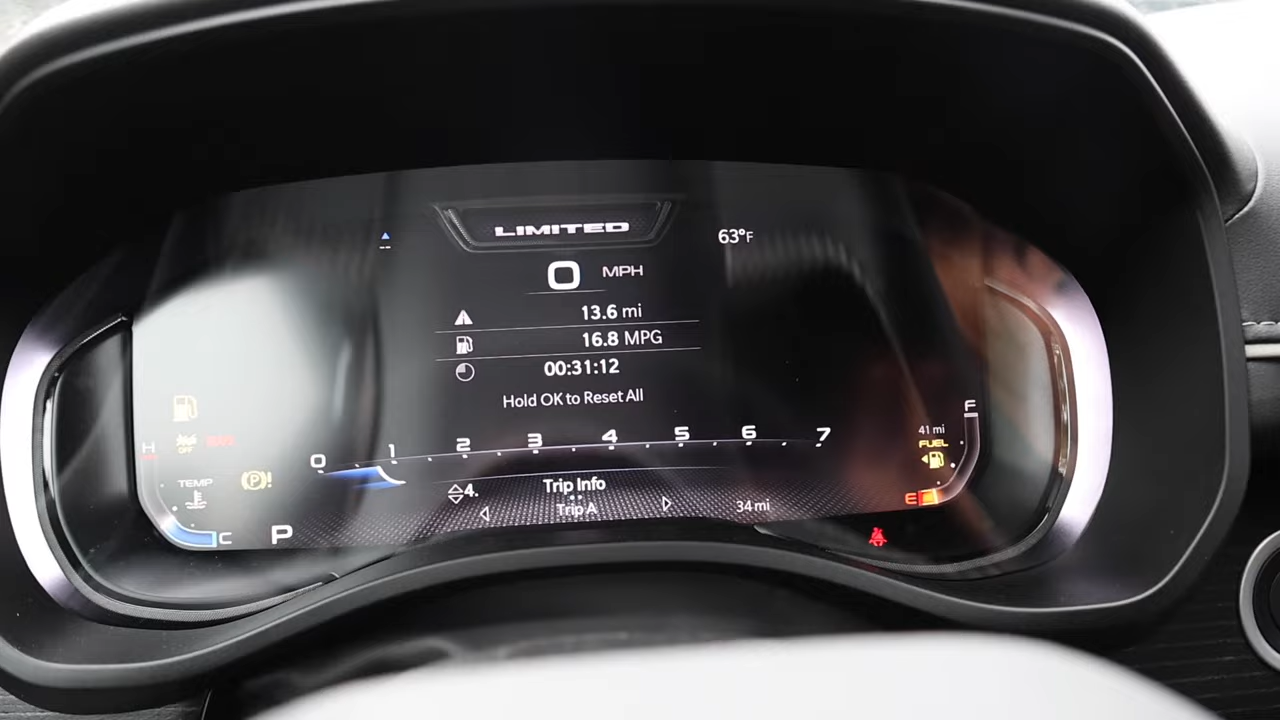 LIMITED
63°F
--
0 MPH
13.6 mi
16.8 MPG
00:31:12
Hold OK to Reset All
0 1 2 3 4 5 6 7
H
OFF
TEMP
C
P
4. Trip Info
Trip A
34 mi
F
41 mi
FUEL
E